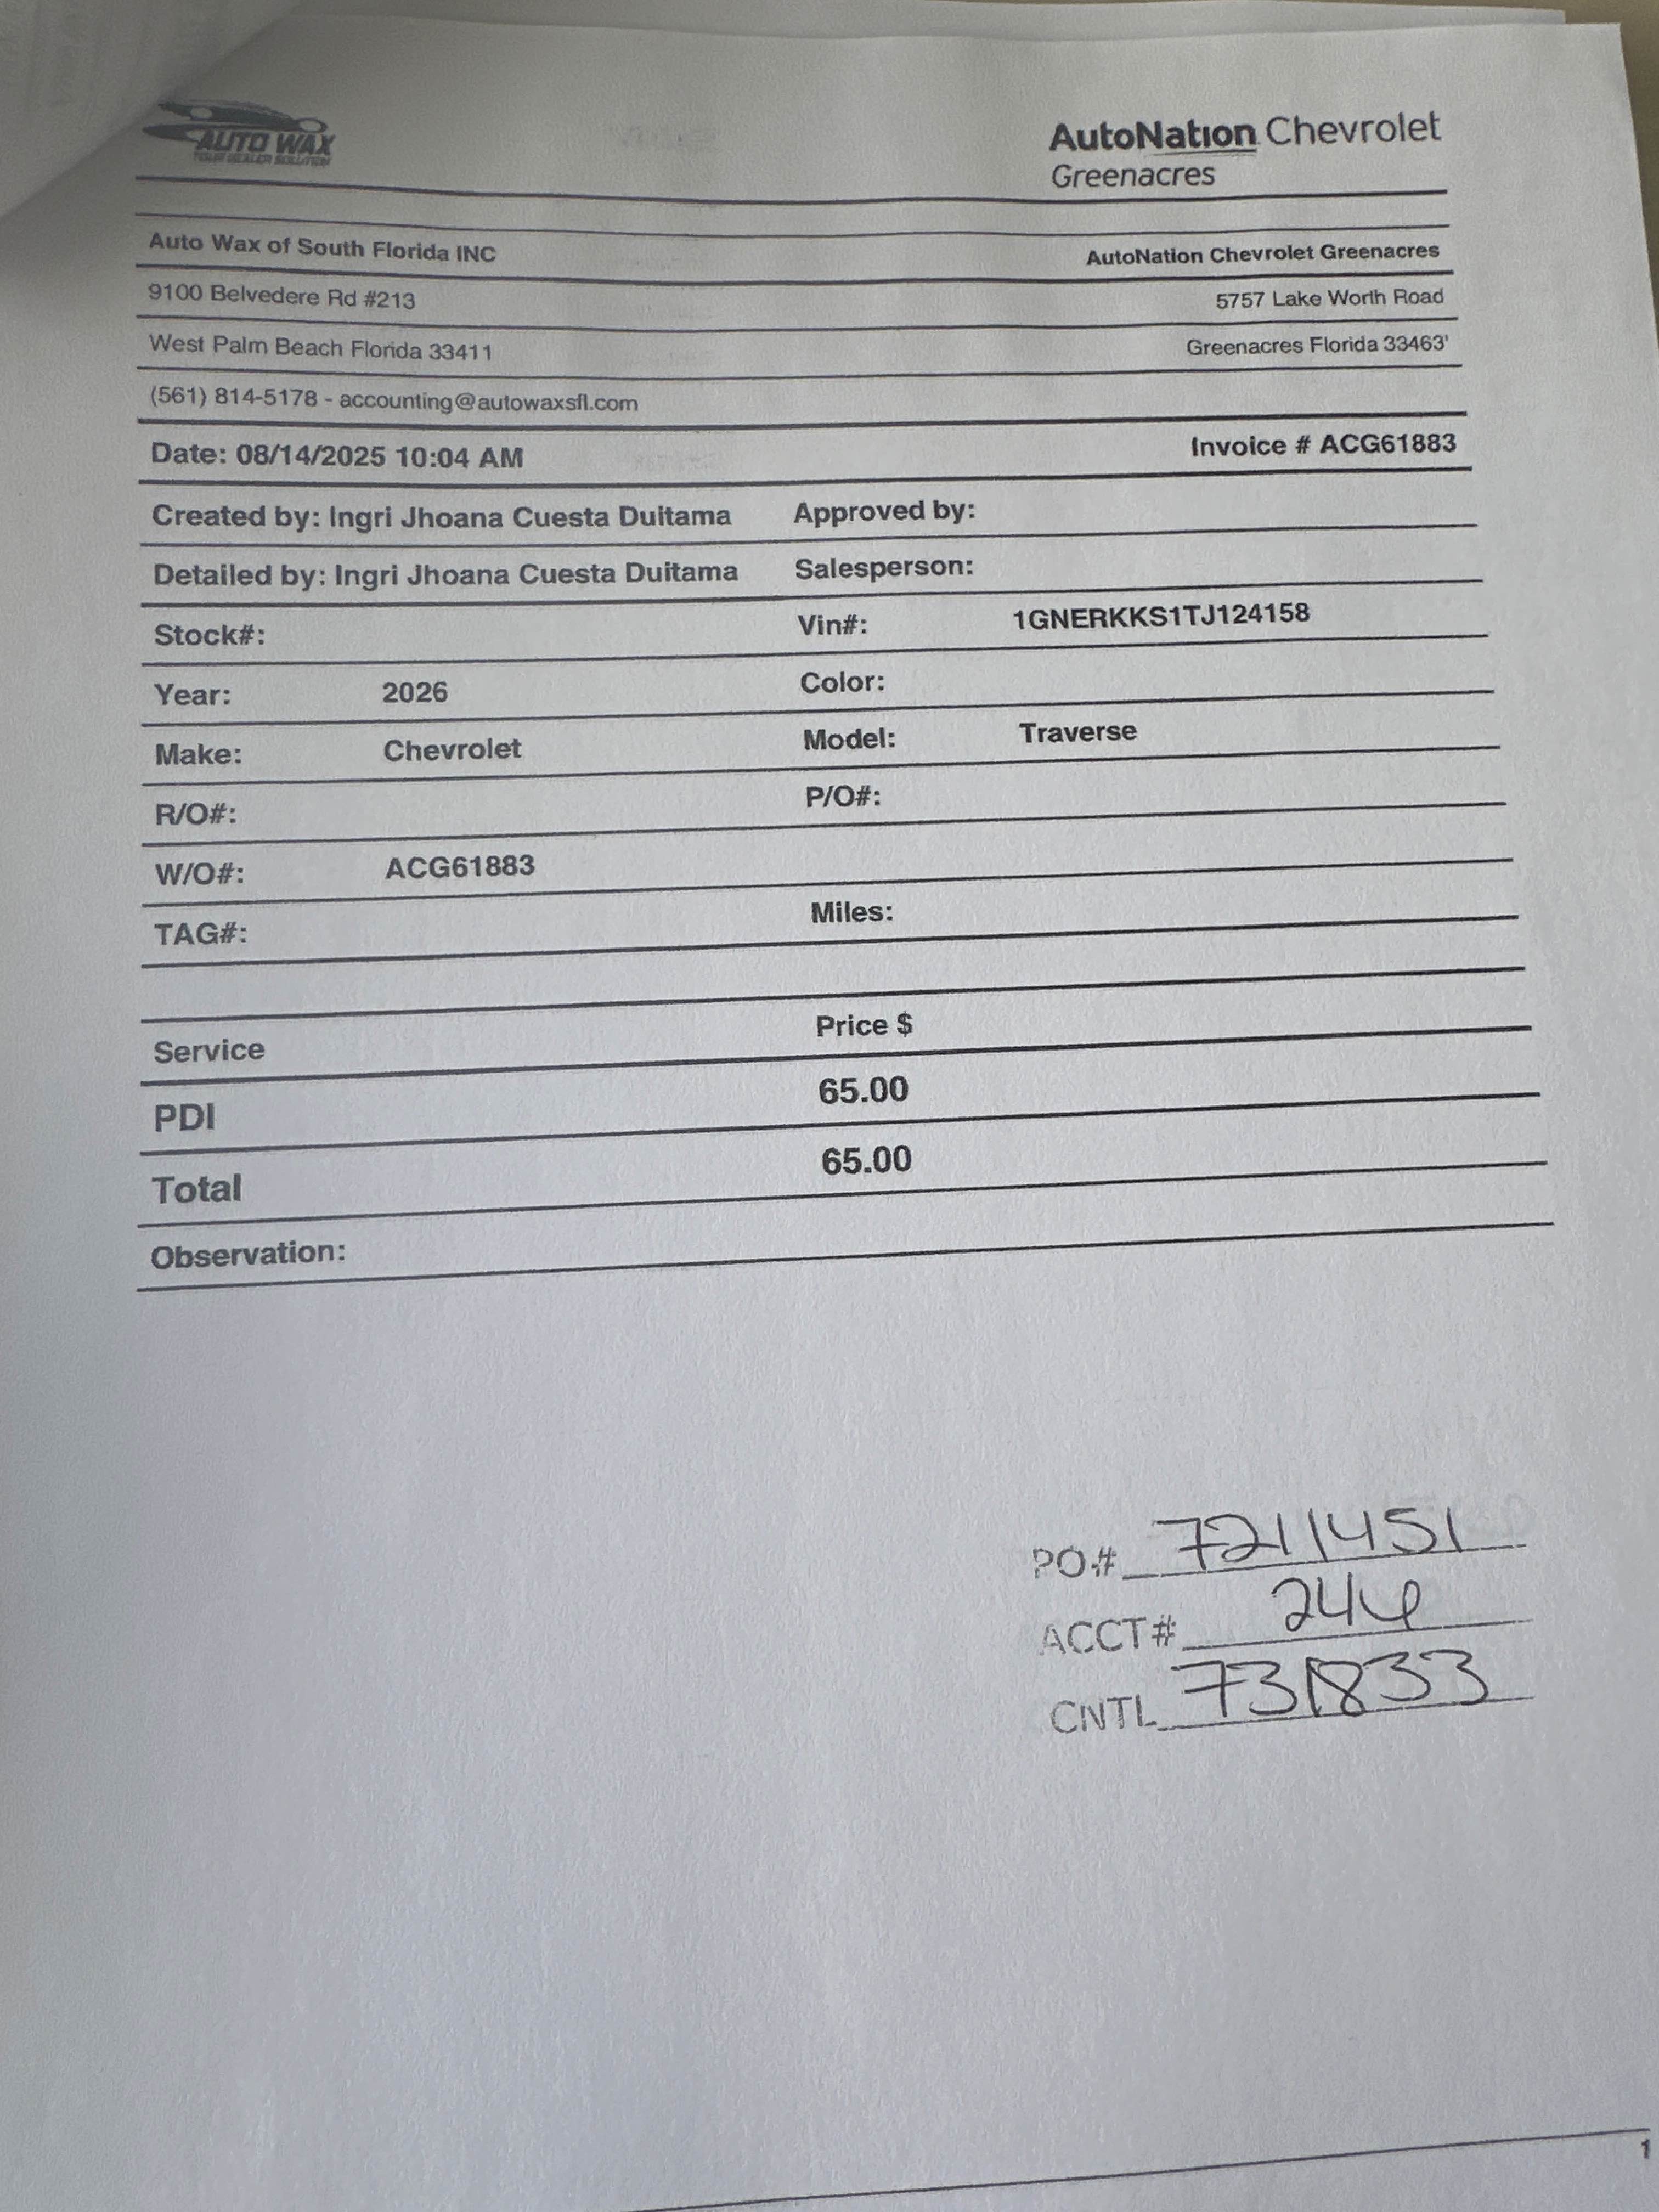 AUTO WAX
YOUR DEALER SOLUTION
AutoNation Chevrolet
Greenacres
Auto Wax of South Florida INC
AutoNation Chevrolet Greenacres
9100 Belvedere Rd #213
5757 Lake Worth Road
West Palm Beach Florida 33411
Greenacres Florida 33463'
(561) 814-5178 - accounting@autowaxsfl.com
Date: 08/14/2025 10:04 AM
Invoice # ACG61883
Created by: Ingri Jhoana Cuesta Duitama Approved by:
Detailed by: Ingri Jhoana Cuesta Duitama Salesperson:
Stock#: Vin#: 1GNERKKS1TJ124158
Year: 2026 Color:
Make: Chevrolet Model: Traverse
R/O#: P/O#:
W/O#: ACG61883
TAG#: Miles:
Service Price $
PDI 65.00
Total 65.00
Observation:
PO# 7211451
ACCT#
CNTL 731833
1